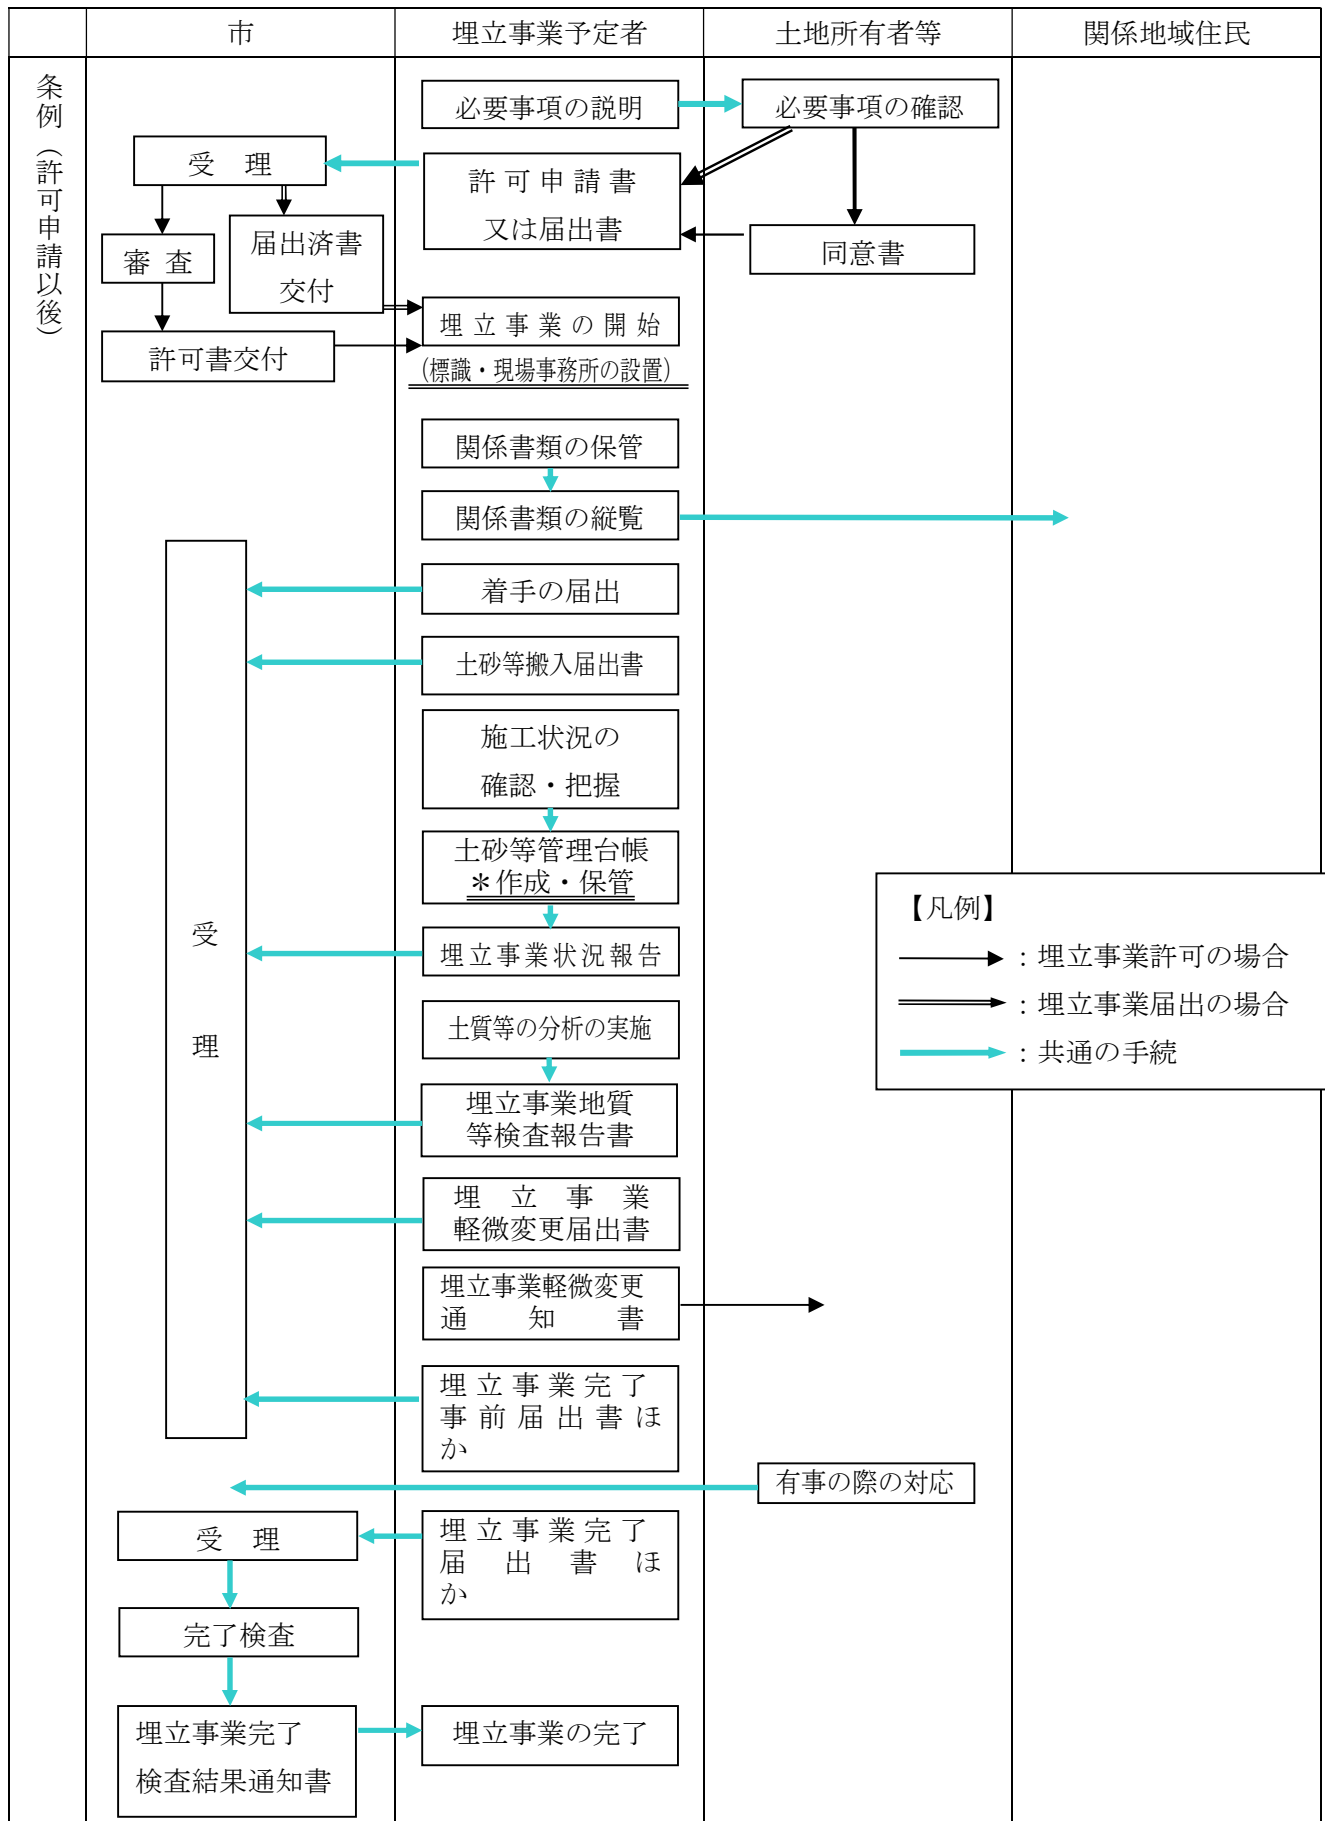 市
埋立事業予定者
土地所有者等
関係地域住民
条例（許可申請以後）
必要事項の説明
必要事項の確認
受　理
許可申請書
又は届出書
届出済書
交付
審査
同意書
埋立事業の開始
許可書交付
（標識・現場事務所の設置）
関係書類の保管
関係書類の縦覧
着手の届出
土砂等搬入届出書
施工状況の
確認・把握
土砂等管理台帳
＊作成・保管
受　理
埋立事業状況報告
土質等の分析の実施
埋立事業地質
等検査報告書
埋立事業
軽微変更届出書
埋立事業軽微変更
通知書
埋立事業完了
事前届出書ほ
か
【凡例】
：埋立事業許可の場合
：埋立事業届出の場合
：共通の手続
有事の際の対応
受　理
埋立事業完了
届出書ほ
か
完了検査
埋立事業完了
検査結果通知書
埋立事業の完了